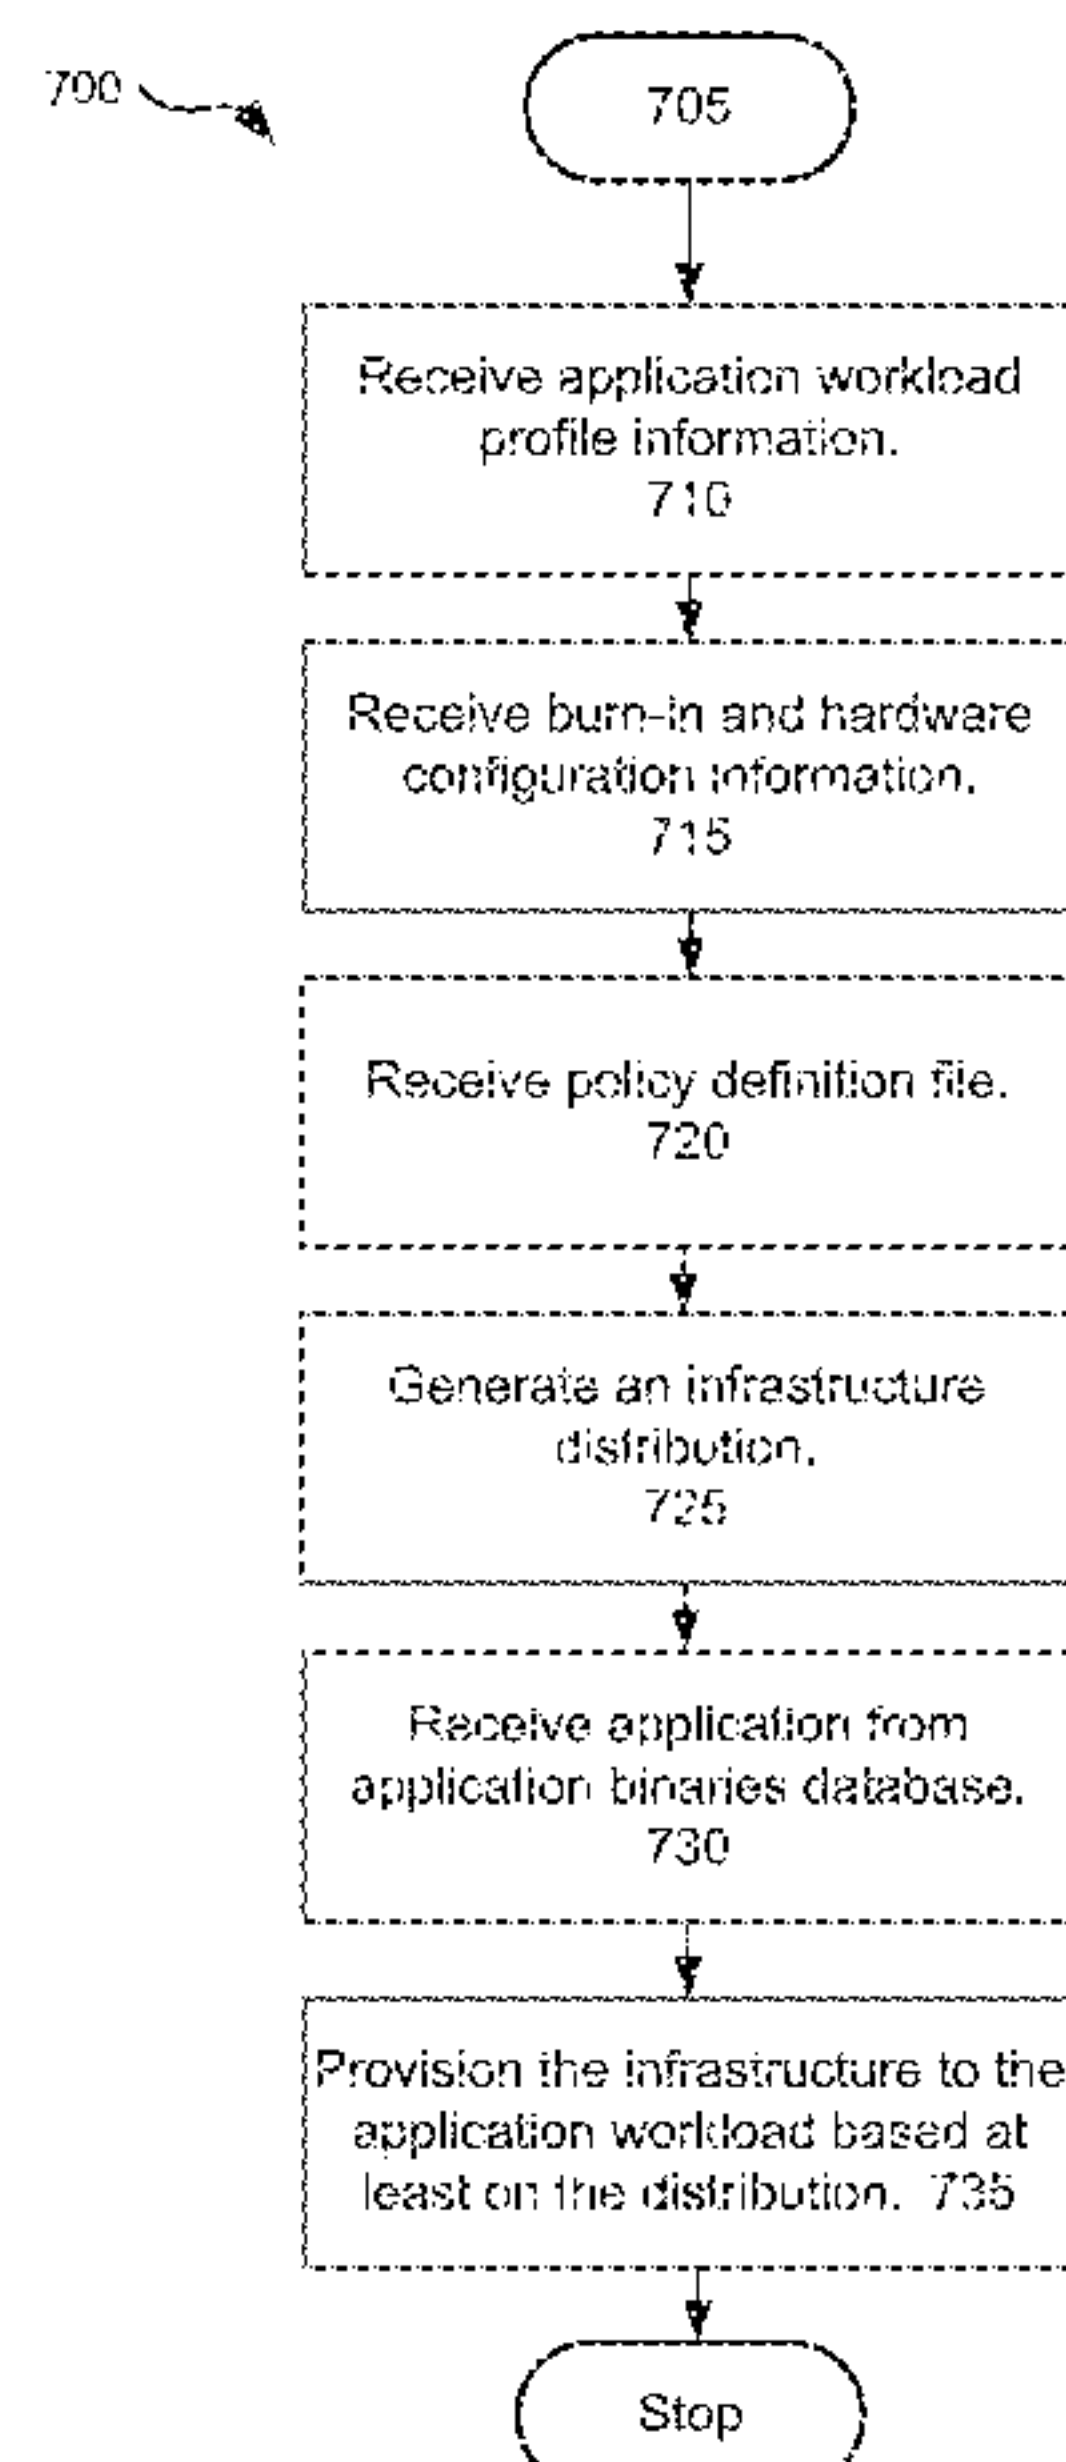 700
705
Receive application workload
profile information.
710
Receive burn-in and hardware
configuration information.
715
Receive policy definition file.
720
Generate an infrastructure
distribution.
725
Receive application from
application binaries database.
730
Provision the infrastructure to the
application workload based at
least on the distribution. 735
Stop